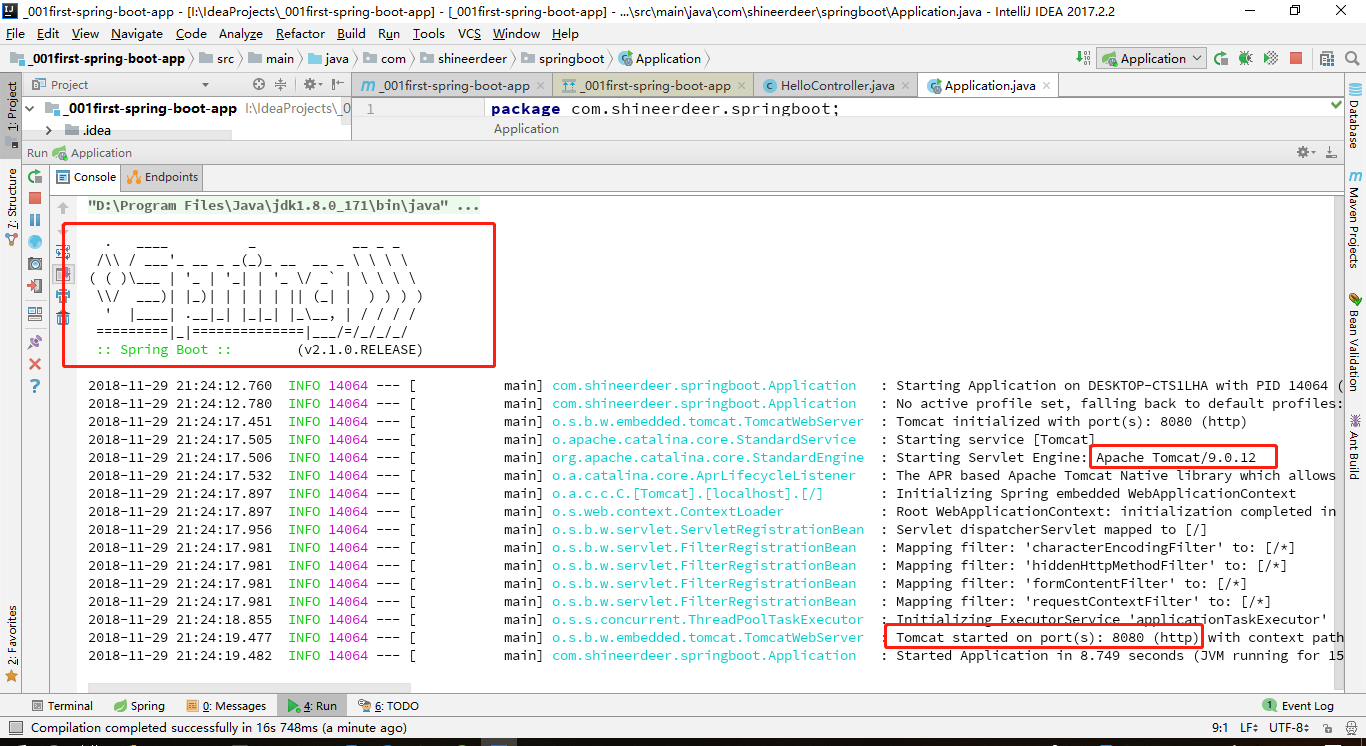 _001first-spring-boot-app - [I:\IdeaProjects\_001first-spring-boot-app] - [_001first-spring-boot-app] - ...\src\main\java\com\shineerdeer\springboot\Application.java - IntelliJ IDEA 2017.2.2
File Edit View Navigate Code Analyze Refactor Build Run Tools VCS Window Help
_001first-spring-boot-app src main java com shineerdeer springboot Application Application
1: Project
7: Structure
2: Favorites
Project
_001first-spring-boot-app I:\IdeaProjects\_0
.idea
_001first-spring-boot-app _001first-spring-boot-app HelloController.java Application.java
1 package com.shineerdeer.springboot;
Application
Run Application
Console Endpoints
"D:\Program Files\Java\jdk1.8.0_171\bin\java" ...
  .   ____          _            __ _ _
 /\\ / ___'_ __ _ _(_)_ __  __ _ \ \ \ \
( ( )\___ | '_ | '_| | '_ \/ _` | \ \ \ \
 \\/  ___)| |_)| | | | | || (_| |  ) ) ) )
  '  |____| .__|_| |_|_| |_\__, | / / / /
 =========|_|==============|___/=/_/_/_/
 :: Spring Boot ::        (v2.1.0.RELEASE)
2018-11-29 21:24:12.760  INFO 14064 --- [           main] com.shineerdeer.springboot.Application   : Starting Application on DESKTOP-CTS1LHA with PID 14064 (
2018-11-29 21:24:12.780  INFO 14064 --- [           main] com.shineerdeer.springboot.Application   : No active profile set, falling back to default profiles:
2018-11-29 21:24:17.451  INFO 14064 --- [           main] o.s.b.w.embedded.tomcat.TomcatWebServer  : Tomcat initialized with port(s): 8080 (http)
2018-11-29 21:24:17.505  INFO 14064 --- [           main] o.apache.catalina.core.StandardService   : Starting service [Tomcat]
2018-11-29 21:24:17.506  INFO 14064 --- [           main] org.apache.catalina.core.StandardEngine  : Starting Servlet Engine: Apache Tomcat/9.0.12
2018-11-29 21:24:17.532  INFO 14064 --- [           main] o.a.catalina.core.AprLifecycleListener   : The APR based Apache Tomcat Native library which allows
2018-11-29 21:24:17.897  INFO 14064 --- [           main] o.a.c.c.C.[Tomcat].[localhost].[/]       : Initializing Spring embedded WebApplicationContext
2018-11-29 21:24:17.897  INFO 14064 --- [           main] o.s.web.context.ContextLoader            : Root WebApplicationContext: initialization completed in
2018-11-29 21:24:17.956  INFO 14064 --- [           main] o.s.b.w.servlet.ServletRegistrationBean  : Servlet dispatcherServlet mapped to [/]
2018-11-29 21:24:17.981  INFO 14064 --- [           main] o.s.b.w.servlet.FilterRegistrationBean   : Mapping filter: 'characterEncodingFilter' to: [/*]
2018-11-29 21:24:17.981  INFO 14064 --- [           main] o.s.b.w.servlet.FilterRegistrationBean   : Mapping filter: 'hiddenHttpMethodFilter' to: [/*]
2018-11-29 21:24:17.981  INFO 14064 --- [           main] o.s.b.w.servlet.FilterRegistrationBean   : Mapping filter: 'formContentFilter' to: [/*]
2018-11-29 21:24:17.981  INFO 14064 --- [           main] o.s.b.w.servlet.FilterRegistrationBean   : Mapping filter: 'requestContextFilter' to: [/*]
2018-11-29 21:24:18.855  INFO 14064 --- [           main] o.s.s.concurrent.ThreadPoolTaskExecutor  : Initializing ExecutorService 'applicationTaskExecutor'
2018-11-29 21:24:19.477  INFO 14064 --- [           main] o.s.b.w.embedded.tomcat.TomcatWebServer  : Tomcat started on port(s): 8080 (http) with context path
2018-11-29 21:24:19.482  INFO 14064 --- [           main] com.shineerdeer.springboot.Application   : Started Application in 8.749 seconds (JVM running for 15
Database
Maven Projects
Bean Validation
Ant Build
Terminal Spring 0: Messages 4: Run 6: TODO 1 Event Log
Compilation completed successfully in 16s 748ms (a minute ago) 9:1 LF UTF-8